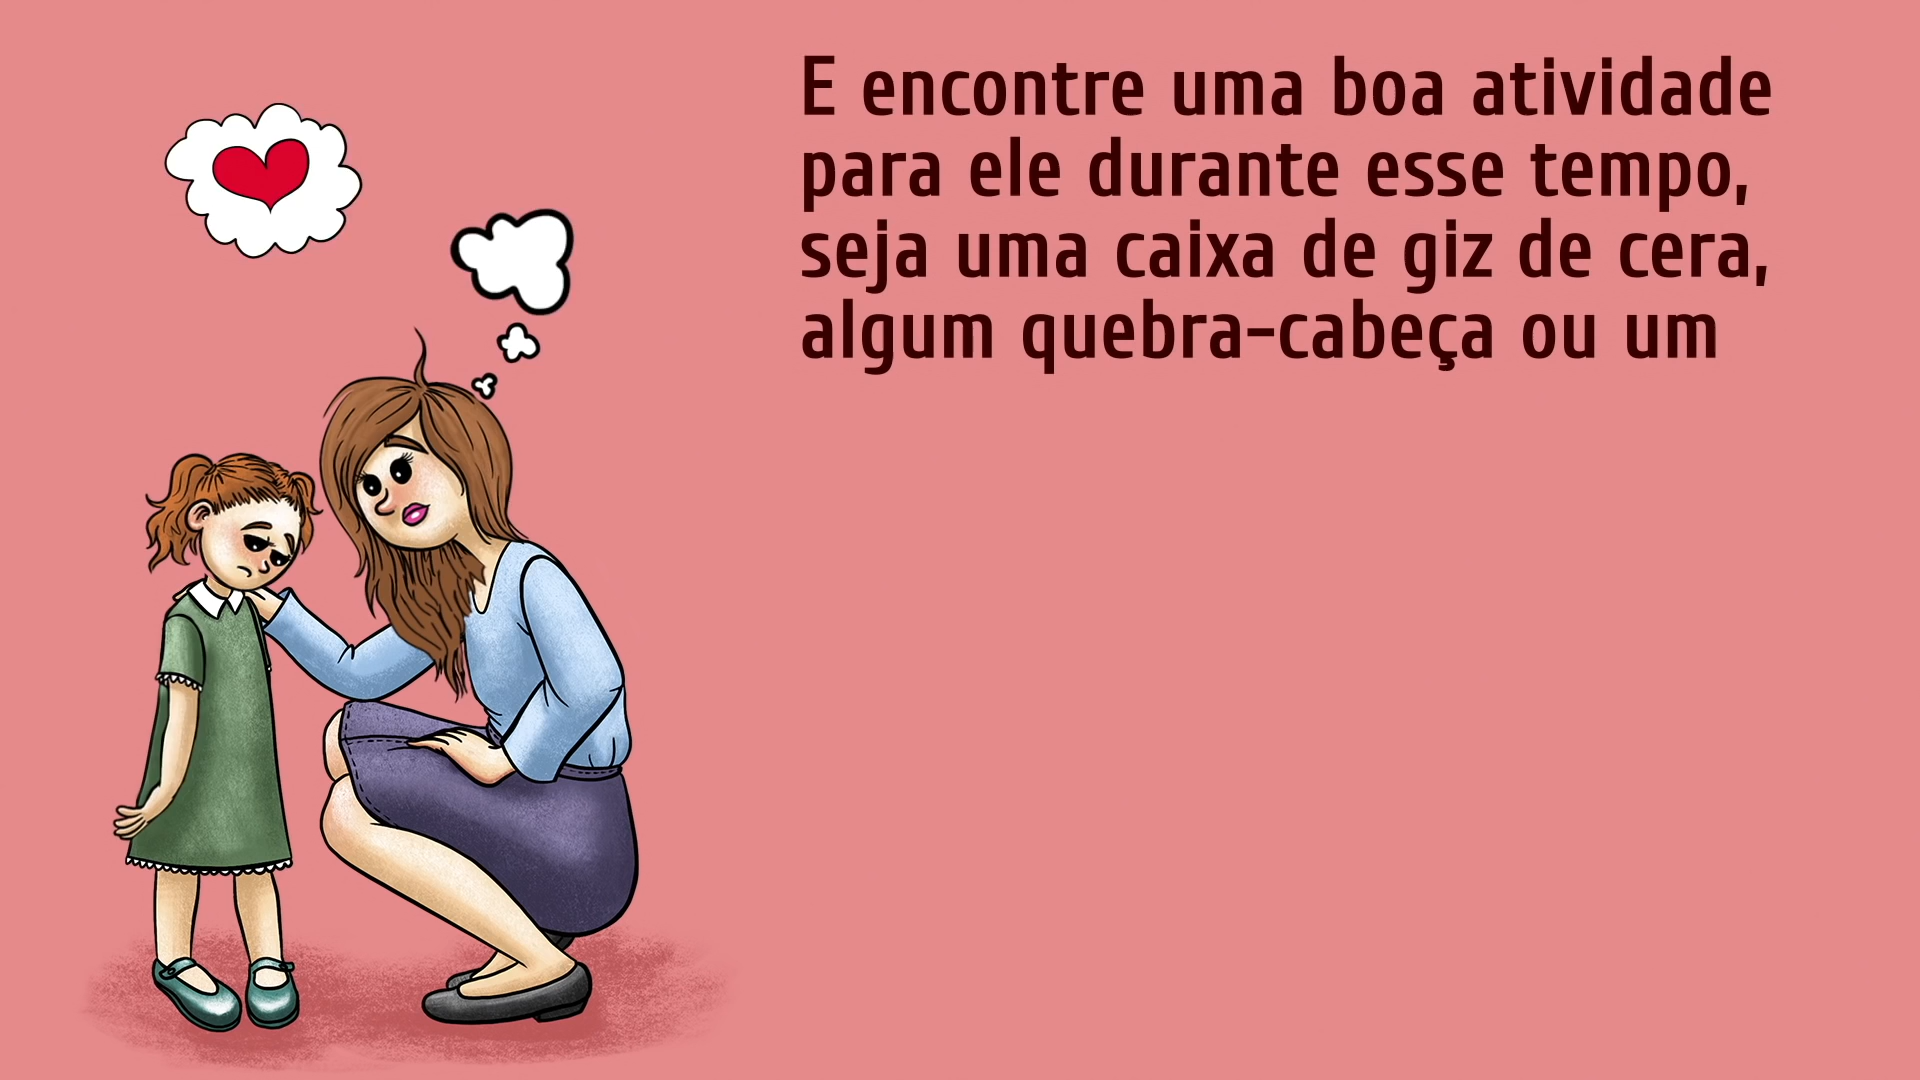 E encontre uma boa atividade
para ele durante esse tempo,
seja uma caixa de giz de cera,
algum quebra-cabeça ou um